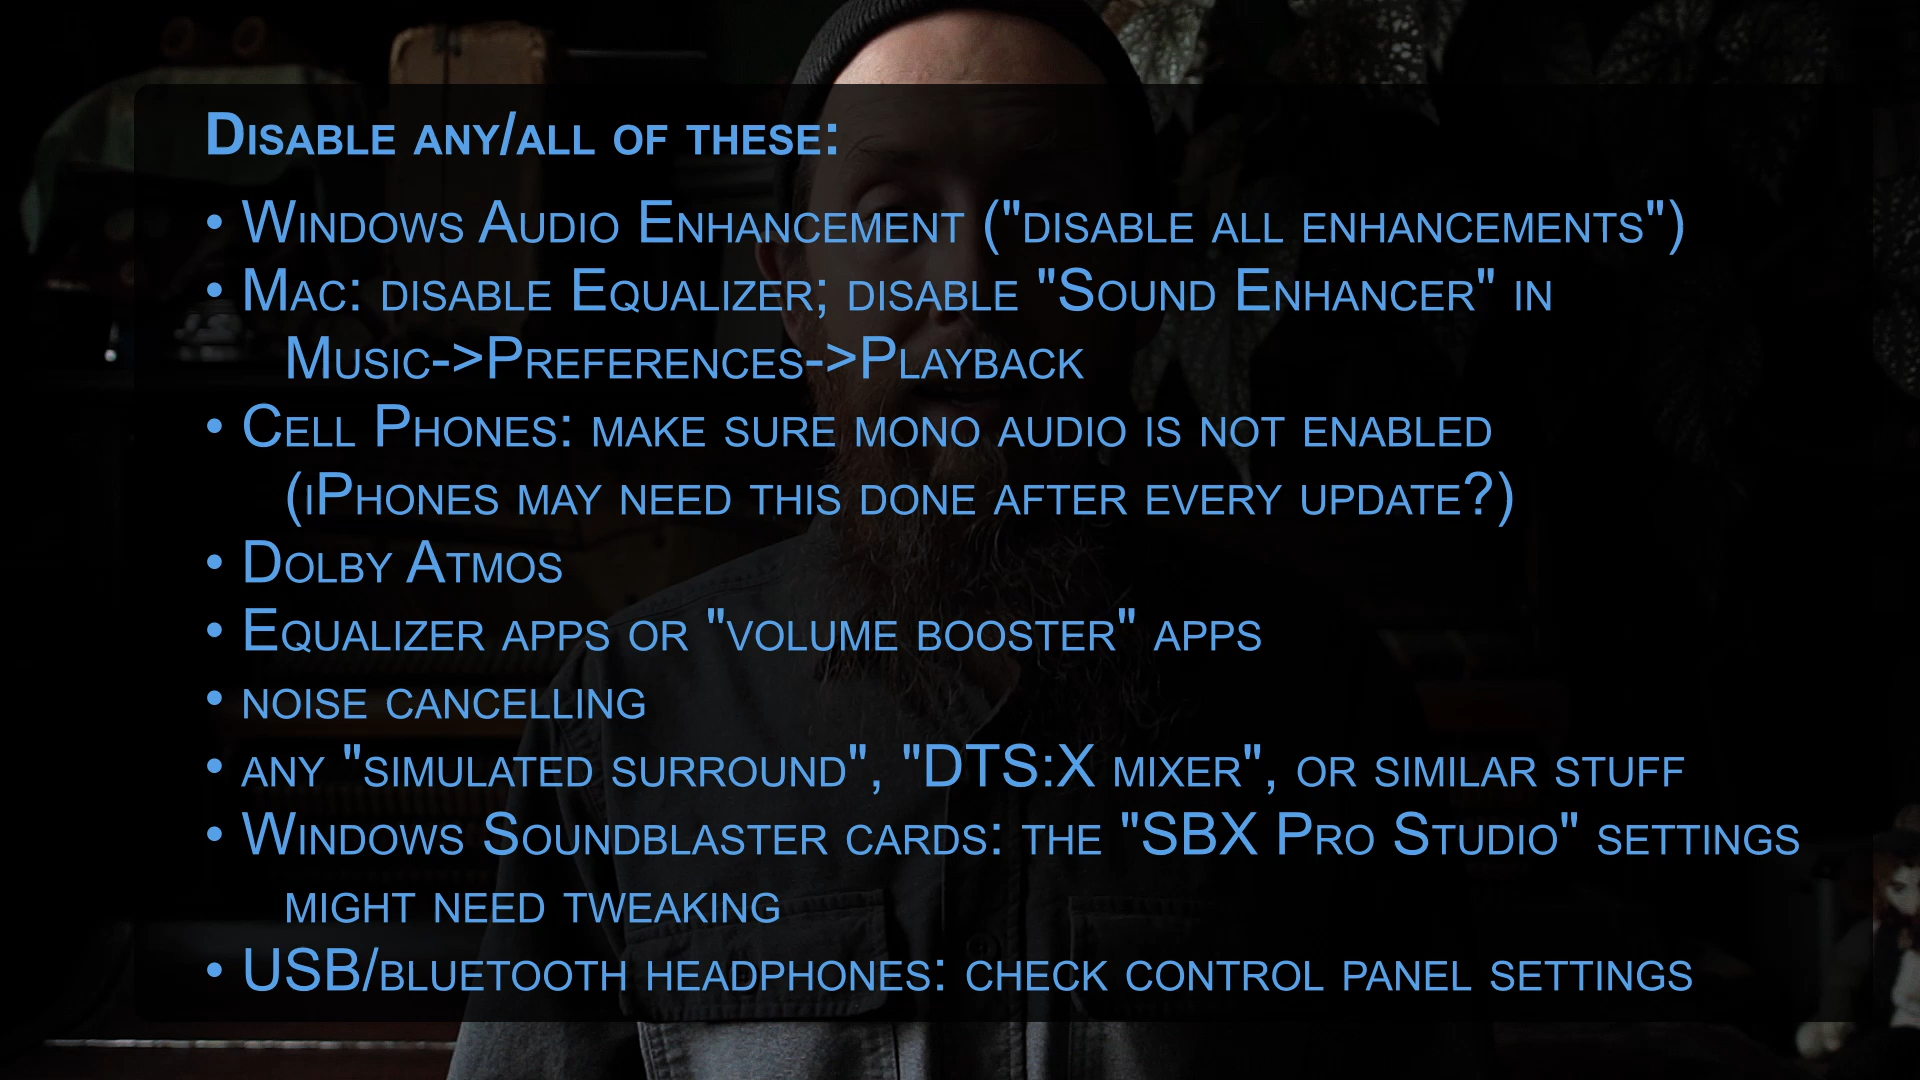 Disable any/all of these:
• Windows Audio Enhancement ("disable all enhancements")
• Mac: disable Equalizer; disable "Sound Enhancer" in
Music->Preferences->Playback
• Cell Phones: make sure mono audio is not enabled
(iPhones may need this done after every update?)
• Dolby Atmos
• Equalizer apps or "volume booster" apps
• noise cancelling
• any "simulated surround", "DTS:X mixer", or similar stuff
• Windows Soundblaster cards: the "SBX Pro Studio" settings
might need tweaking
• USB/bluetooth headphones: check control panel settings